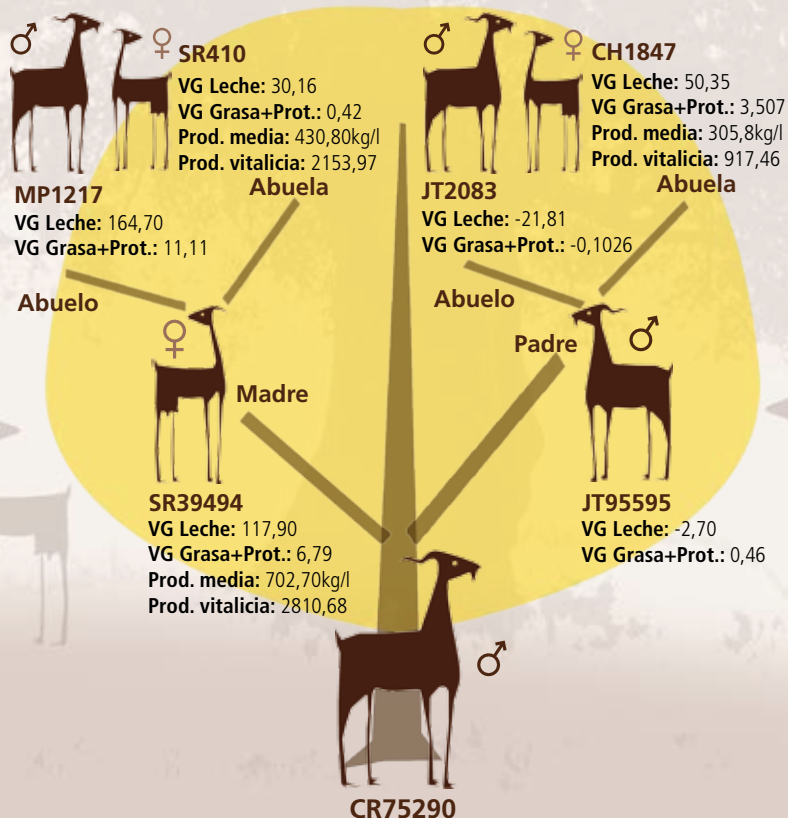 ♂ ♀ SR410
VG Leche: 30,16
VG Grasa+Prot.: 0,42
Prod. media: 430,80kg/l
Prod. vitalicia: 2153,97
Abuela
MP1217
VG Leche: 164,70
VG Grasa+Prot.: 11,11
Abuelo
♂ ♀ CH1847
VG Leche: 50,35
VG Grasa+Prot.: 3,507
Prod. media: 305,8kg/l
Prod. vitalicia: 917,46
Abuela
JT2083
VG Leche: -21,81
VG Grasa+Prot.: -0,1026
Abuelo
♀
Madre
SR39494
VG Leche: 117,90
VG Grasa+Prot.: 6,79
Prod. media: 702,70kg/l
Prod. vitalicia: 2810,68
Padre ♂
JT95595
VG Leche: -2,70
VG Grasa+Prot.: 0,46
♂
CR75290